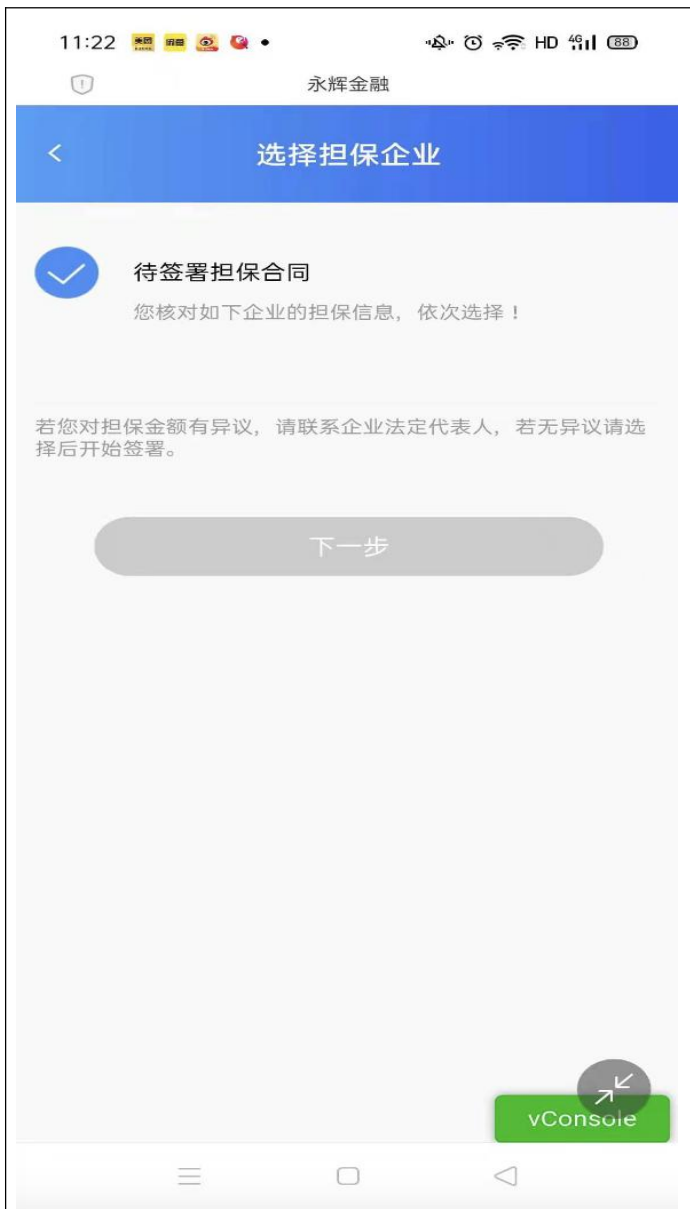 11:22 美团 HD 4G 88
永辉金融
选择担保企业
待签署担保合同
您核对如下企业的担保信息，依次选择！
若您对担保金额有异议，请联系企业法定代表人，若无异议请选
择后开始签署。
下一步
vConsole